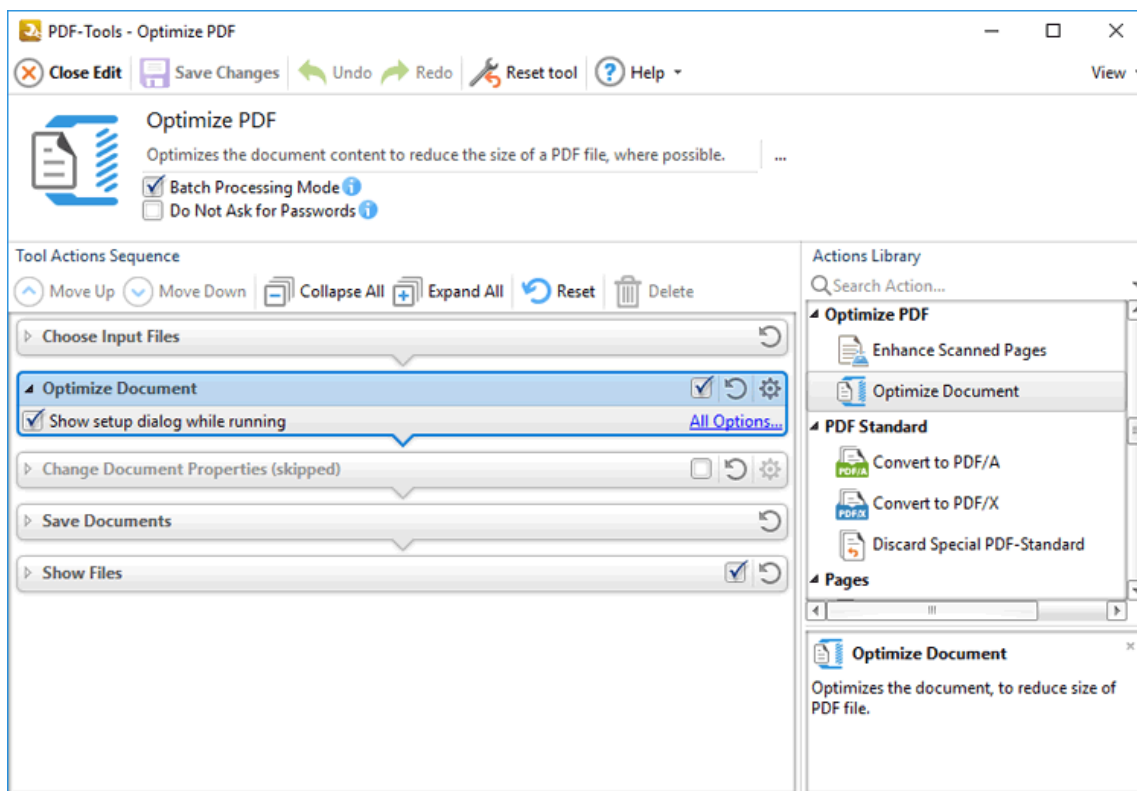 PDF-Tools - Optimize PDF
Close Edit Save Changes Undo Redo Reset tool ? Help View
Optimize PDF
Optimizes the document content to reduce the size of a PDF file, where possible. ...
Batch Processing Mode i
Do Not Ask for Passwords i
Tool Actions Sequence
Move Up Move Down Collapse All Expand All Reset Delete
Choose Input Files
Optimize Document
Show setup dialog while running All Options...
Change Document Properties (skipped)
Save Documents
Show Files
Actions Library
Search Action...
Optimize PDF
Enhance Scanned Pages
Optimize Document
PDF Standard
PDF/A Convert to PDF/A
PDF/X Convert to PDF/X
Discard Special PDF-Standard
Pages
Optimize Document
Optimizes the document, to reduce size of
PDF file.